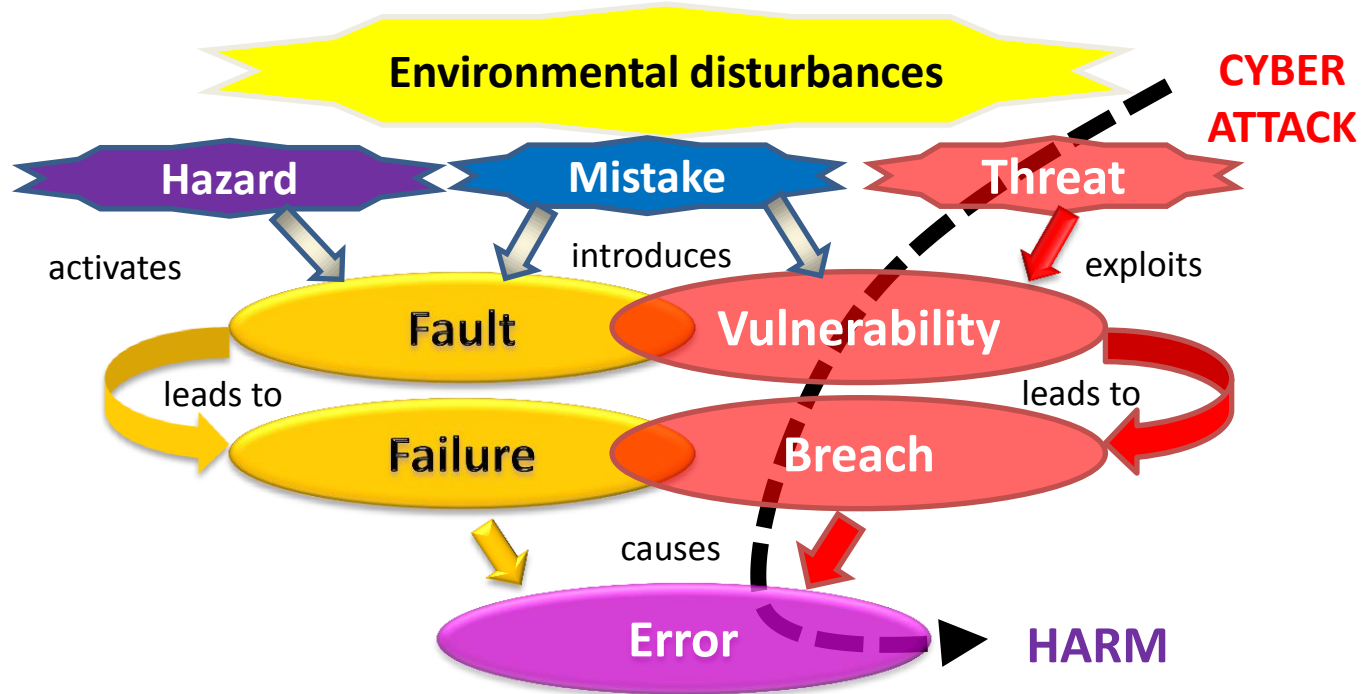 Environmental disturbances
CYBER
ATTACK
Hazard
Mistake
Threat
activates
introduces
exploits
Fault
Vulnerability
leads to
leads to
Failure
Breach
causes
Error
HARM